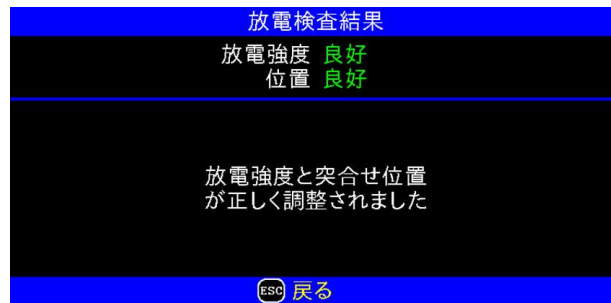 放電検査結果
放電強度 良好
位置 良好
放電強度と突合せ位置
が正しく調整されました
ESC 戻る